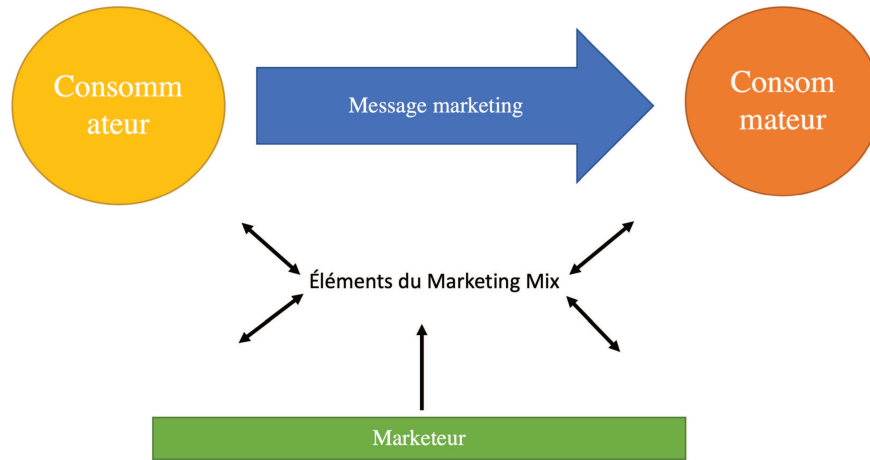 Consomm
ateur
Message marketing
Consom
mateur
Éléments du Marketing Mix
Marketeur